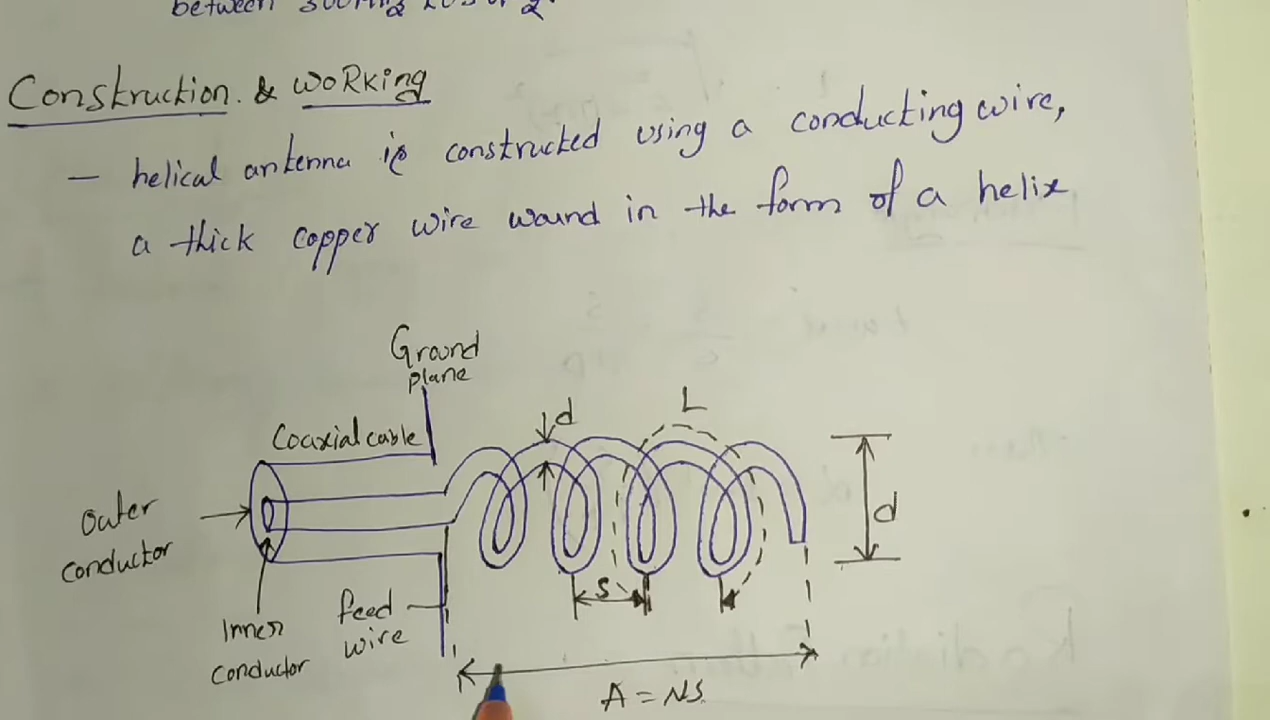 between
Construction & Working
— helical antenna is constructed using a conducting wire,
a thick copper wire wound in the form of a helix
Ground
plane
Coaxial cable
d
L
Outer
conductor
d
S
feed
wire
Inner
conductor
A = NS